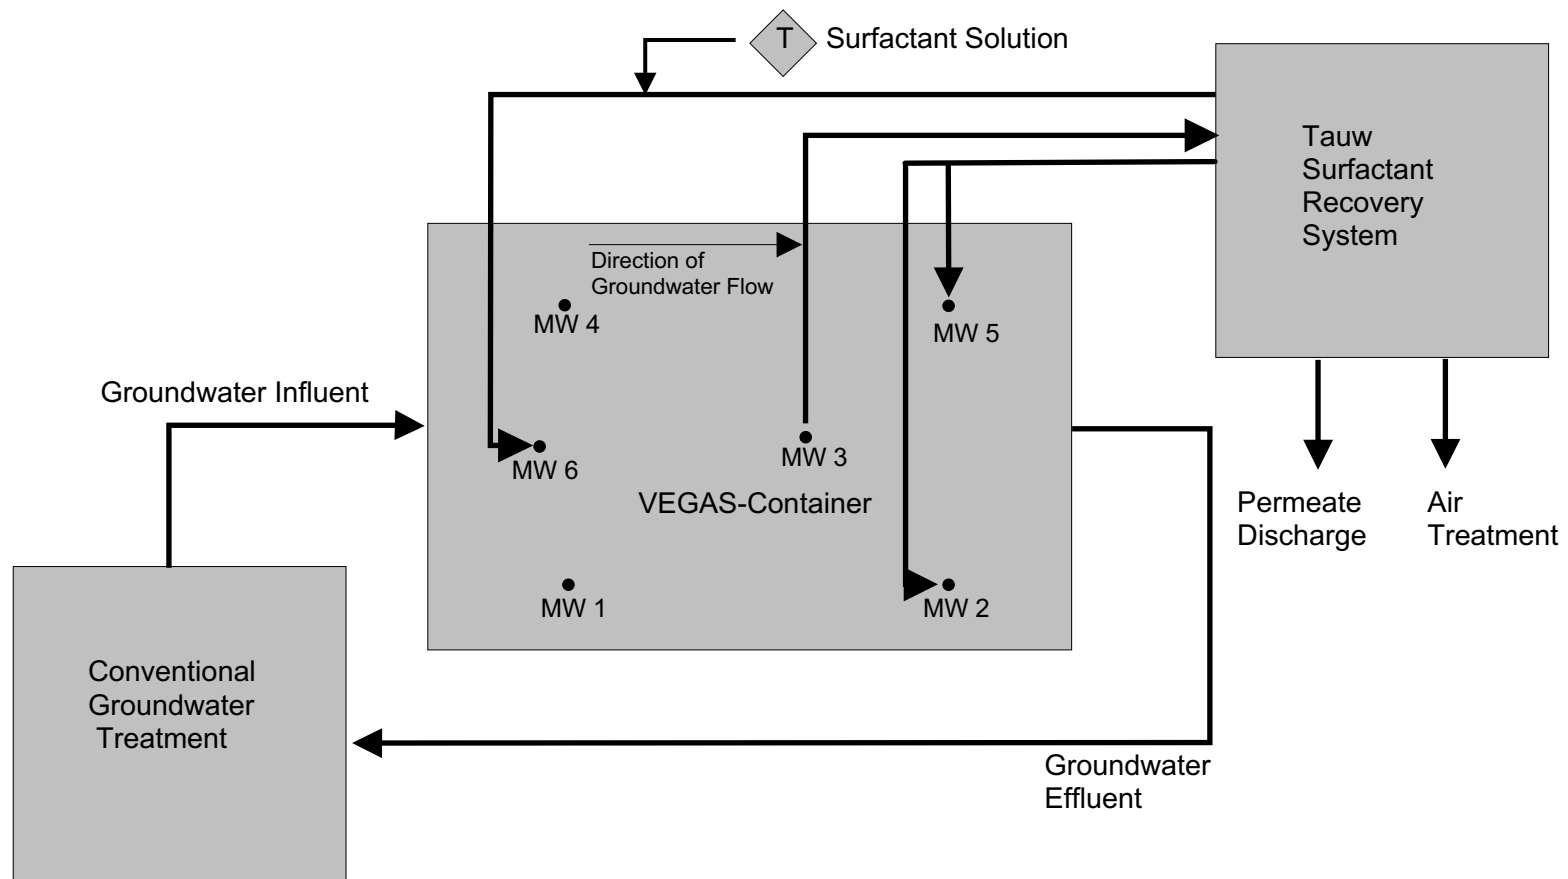 T
Surfactant Solution
Tauw
Surfactant
Recovery
System
Direction of
Groundwater Flow
MW 4
MW 5
Groundwater Influent
MW 6
MW 3
VEGAS-Container
Permeate
Discharge
Air
Treatment
MW 1
MW 2
Conventional
Groundwater
Treatment
Groundwater
Effluent